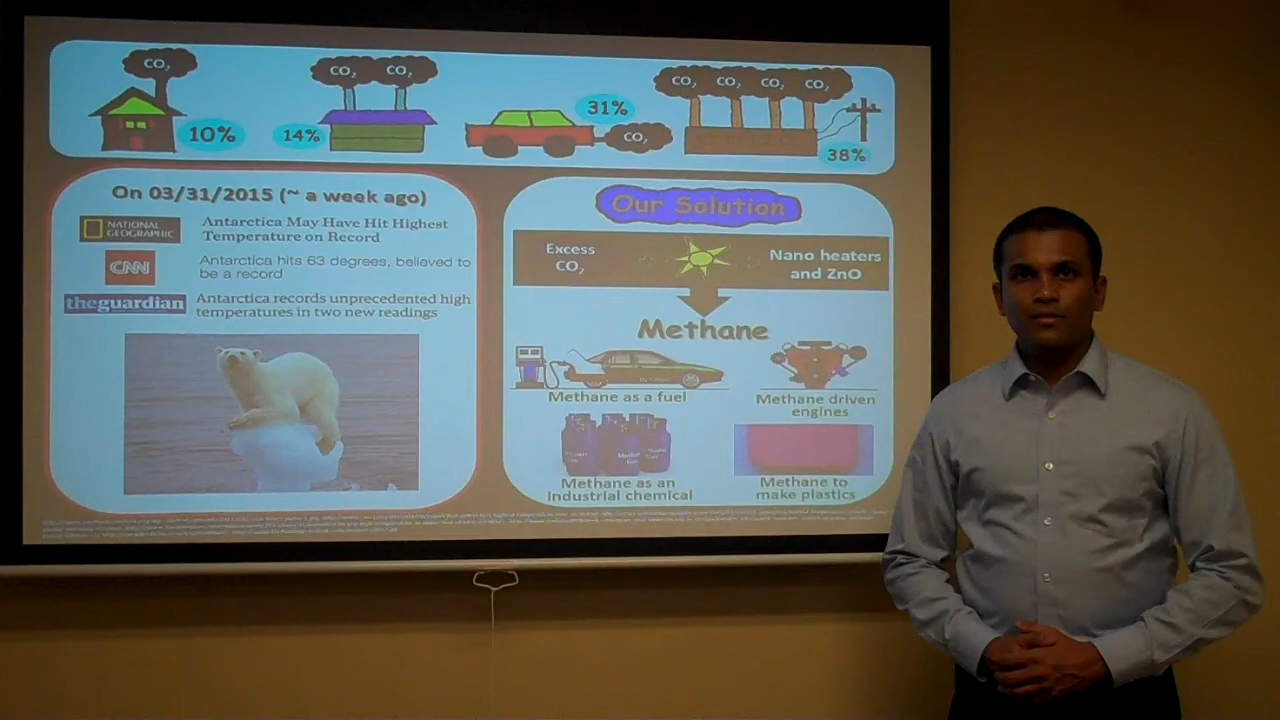 CO₂
CO₂ CO₂
CO₂ CO₂ CO₂ CO₂
31%
10%
14%
CO₂
38%
On 03/31/2015 (~ a week ago)
NATIONAL
GEOGRAPHIC
Antarctica May Have Hit Highest
Temperature on Record
CNN
Antarctica hits 63 degrees, believed to
be a record
theguardian
Antarctica records unprecedented high
temperatures in two new readings
Our Solution
Excess
CO₂
Nano heaters
and ZnO
Methane
Methane as a fuel
Methane driven
engines
Methane as an
industrial chemical
Methane to
make plastics